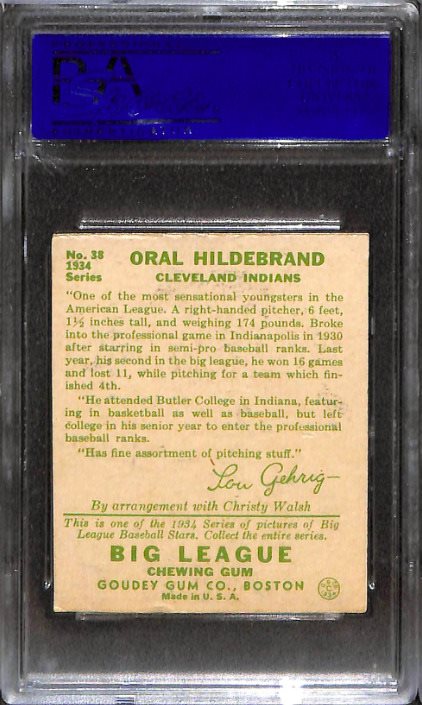 PSA
No. 38
1934
Series
ORAL HILDEBRAND
CLEVELAND INDIANS
"One of the most sensational youngsters in the
American League. A right-handed pitcher, 6 feet,
1½ inches tall, and weighing 174 pounds. Broke
into the professional game in Indianapolis in 1930
after starring in semi-pro baseball ranks. Last
year, his second in the big league, he won 16 games
and lost 11, while pitching for a team which fin-
ished 4th.
"He attended Butler College in Indiana, featur-
ing in basketball as well as baseball, but left
college in his senior year to enter the professional
baseball ranks.
"Has fine assortment of pitching stuff."
Lou Gehrig
By arrangement with Christy Walsh
This is one of the 1934 Series of pictures of Big
League Baseball Stars. Collect the entire series.
BIG LEAGUE
CHEWING GUM
GOUDEY GUM CO., BOSTON
Made in U. S. A.